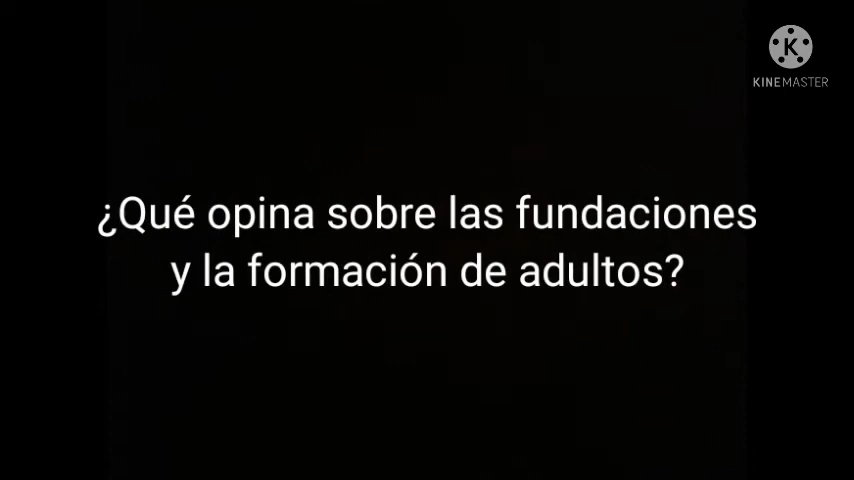 K
KINEMASTER
¿Qué opina sobre las fundaciones
y la formación de adultos?